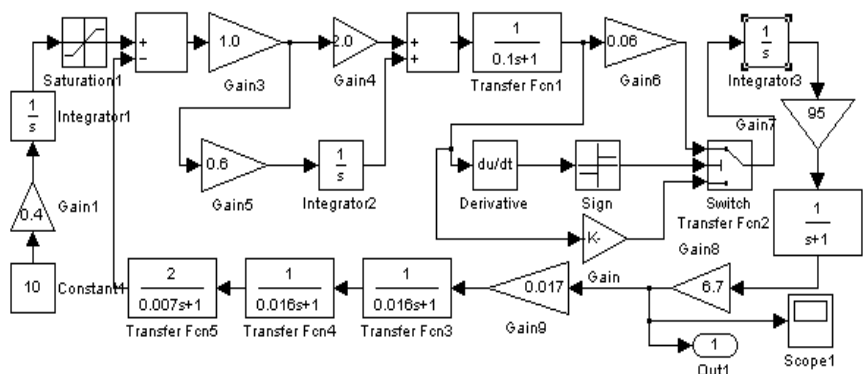 +
−
1.0
2.0
+
+
1
0.1s+1
0.06
1
s
Saturation1
Gain3
Gain4
Transfer Fcn1
Gain6
Integrator3
1
s
Integrator1
95
Gain7
0.6
1
s
du/dt
0.4
Gain1
Gain5
Integrator2
Derivative
Sign
Switch
Transfer Fcn2
1
s+1
K-
Gain8
10
Constant1
2
0.007s+1
1
0.016s+1
1
0.016s+1
0.017
Gain
6.7
Transfer Fcn5
Transfer Fcn4
Transfer Fcn3
Gain9
1
Out1
Scope1